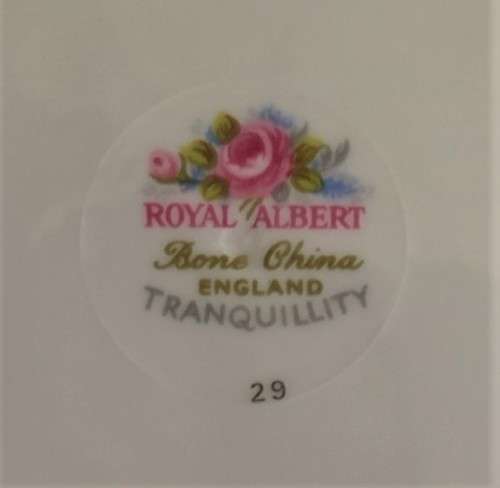 ROYAL ALBERT
Bone China
ENGLAND
TRANQUILLITY
29